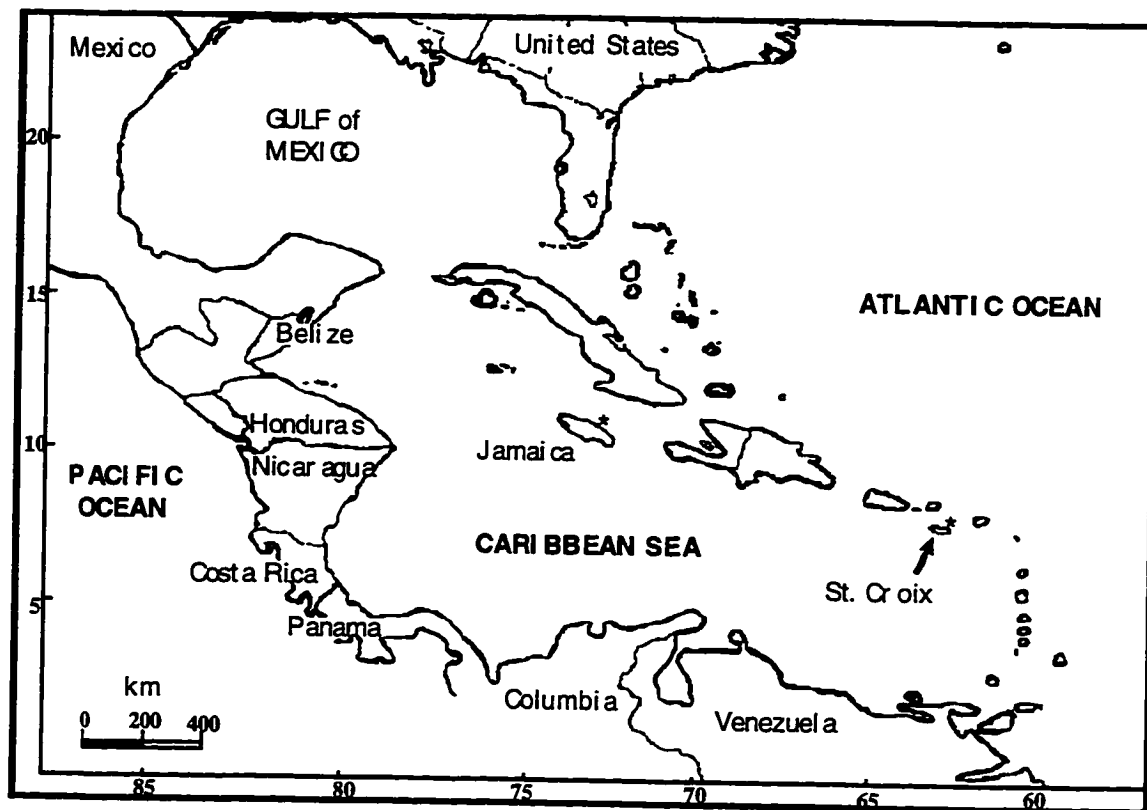 Mexico
United States
GULF of
MEXICO
20
15
ATLANTIC OCEAN
Belize
Honduras
10
Jamaica
Nicaragua
PACIFIC
OCEAN
CARIBBEAN SEA
Costa Rica
St. Croix
5
Panama
km
Columbia
Venezuela
0 200 400
85 80 75 70 65 60